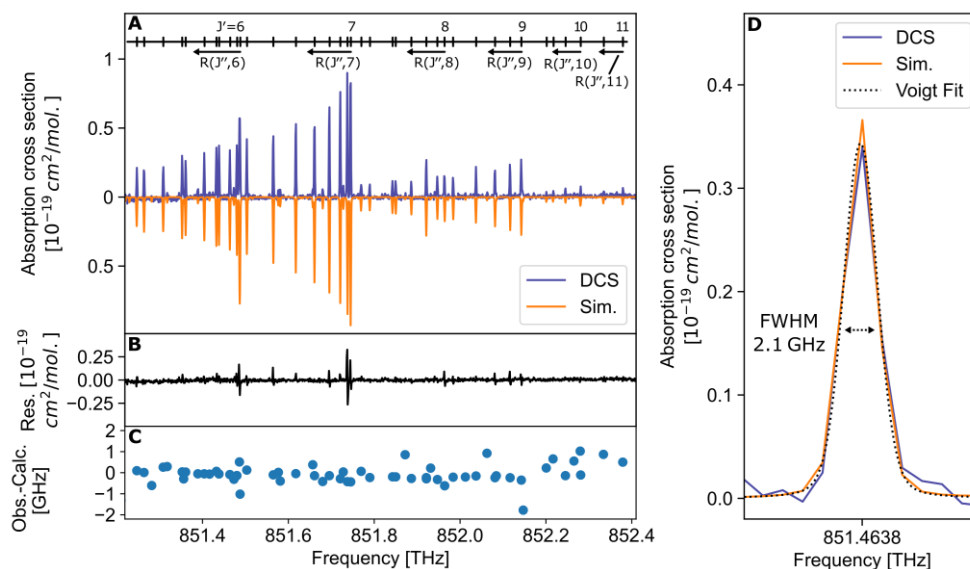 A
J'=6 7 8 9 10 11
R(J",6) R(J",7) R(J",8) R(J",9) R(J",10) R(J",
11)
Absorption cross section
[10⁻¹⁹ cm²/mol.]
1
0.5
0
0.5
DCS
Sim.
B
Res. [10⁻¹⁹
cm²/mol.]
0.25
0.00
−0.25
C
Obs.-Calc.
[GHz]
2
1
0
−1
−2
851.4 851.6 851.8 852.0 852.2 852.4
Frequency [THz]
D
DCS
Sim.
Voigt Fit
Absorption cross section
[10⁻¹⁹ cm²/mol.]
0.4
0.3
0.2
0.1
0.0
FWHM
2.1 GHz
851.4638
Frequency [THz]